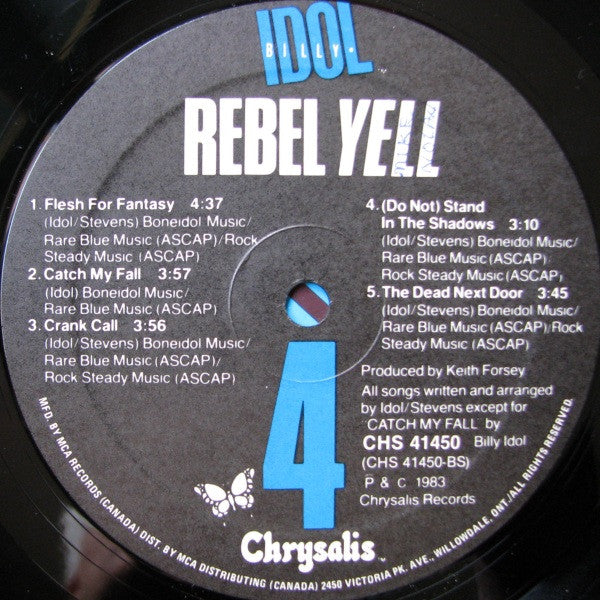 IDOL
BILLY•
TM
REBEL YELL
1. Flesh For Fantasy 4:37
(Idol/Stevens) Boneidol Music/
Rare Blue Music (ASCAP)/Rock
Steady Music (ASCAP)
2. Catch My Fall 3:57
(Idol) Boneidol Music/
Rare Blue Music (ASCAP)
3. Crank Call 3:56
(Idol/Stevens) Boneidol Music/
Rare Blue Music (ASCAP)/
Rock Steady Music (ASCAP)
4. (Do Not) Stand
In The Shadows 3:10
(Idol/Stevens) Boneidol Music/
Rare Blue Music (ASCAP)/
Rock Steady Music (ASCAP)
5. The Dead Next Door 3:45
(Idol/Stevens) Boneidol Music/
Rare Blue Music (ASCAP)/Rock
Steady Music (ASCAP)
Produced by Keith Forsey
All songs written and arranged
by Idol/Stevens except for
CATCH MY FALL by
CHS 41450 Billy Idol
(CHS 41450-BS)
P & C 1983
Chrysalis Records
4
Chrysalis TM
MFD. BY MCA RECORDS (CANADA) DIST. BY MCA DISTRIBUTING (CANADA) 2450 VICTORIA PK. AVE., WILLOWDALE, ONT./ALL RIGHTS RESERVED.